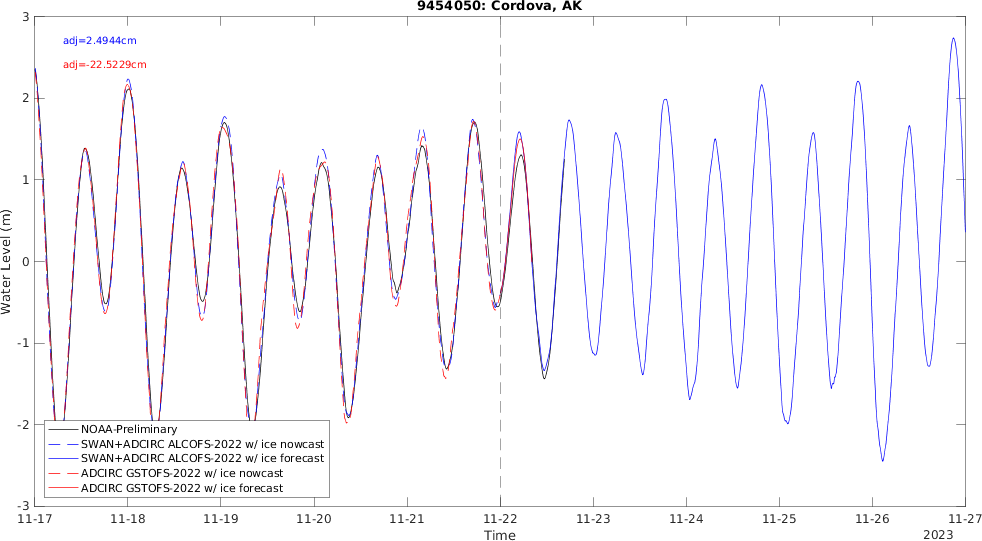 9454050: Cordova, AK
adj=2.4944cm
adj=-22.5229cm
Water Level (m)
3
2
1
0
-1
-2
-3
NOAA-Preliminary
SWAN+ADCIRC ALCOFS-2022 w/ ice nowcast
SWAN+ADCIRC ALCOFS-2022 w/ ice forecast
ADCIRC GSTOFS-2022 w/ ice nowcast
ADCIRC GSTOFS-2022 w/ ice forecast
11-17 11-18 11-19 11-20 11-21 11-22 11-23 11-24 11-25 11-26 11-27
Time
2023